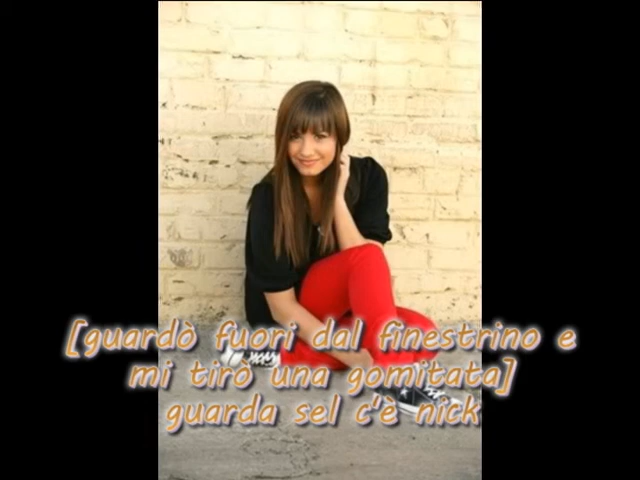 [guardò fuori dal finestrino e
mi tirò una gomitata]
guarda sel c'è nick